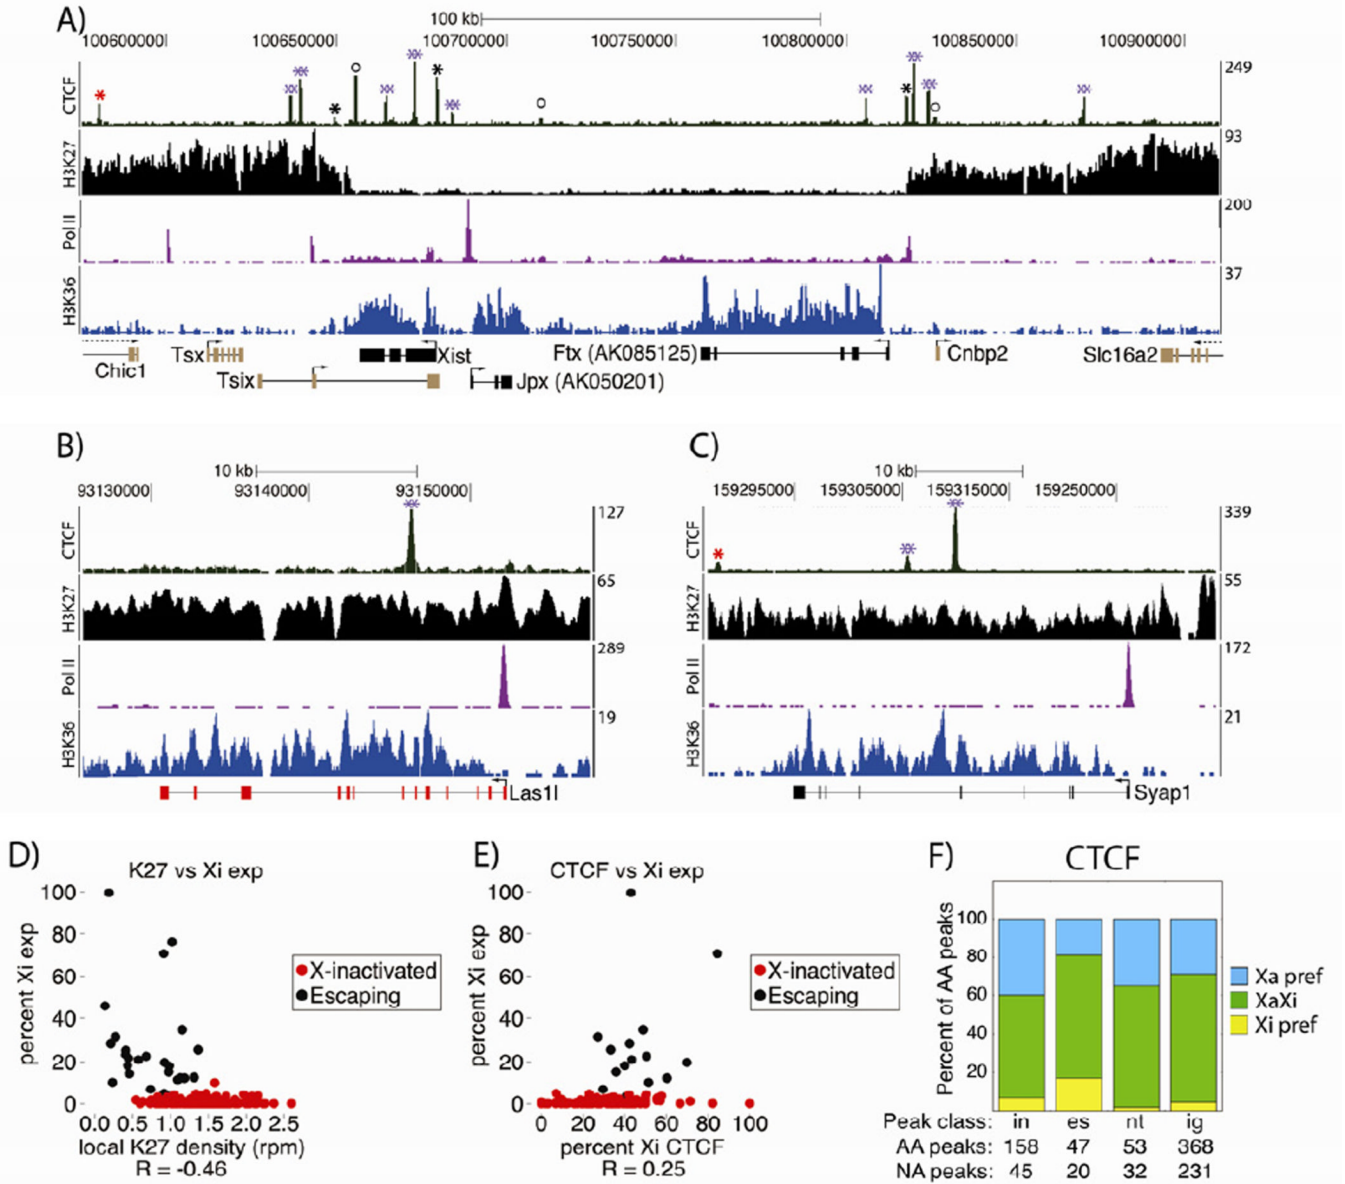 A)
100 kb
100600000 100650000 100700000 100750000 100800000 100850000 100900000
CTCF 249
H3K27 93
Pol II 200
H3K36 37
Chic1 Tsx Xist Ftx (AK085125) Cnbp2 Slc16a2
Tsix Jpx (AK050201)
B)
10 kb
93130000 93140000 93150000
CTCF 127
H3K27 65
Pol II 289
H3K36 19
Las1l
C)
10 kb
159295000 159305000 159315000 159250000
CTCF 339
H3K27 55
Pol II 172
H3K36 21
Syap1
D)
K27 vs Xi exp
percent Xi exp
100
80
60
40
20
0
0.0 0.5 1.0 1.5 2.0 2.5
local K27 density (rpm)
R = -0.46
X-inactivated
Escaping
E)
CTCF vs Xi exp
percent Xi exp
100
80
60
40
20
0
0 20 40 60 80 100
percent Xi CTCF
R = 0.25
X-inactivated
Escaping
F)
CTCF
Percent of AA peaks
100
80
60
40
20
Xa pref
XaXi
Xi pref
Peak class: in es nt ig
AA peaks: 158 47 53 368
NA peaks: 45 20 32 231